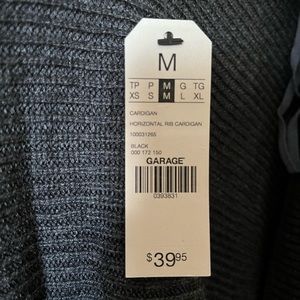 M
TP P M G TG
XS S M L XL
CARDIGAN
HORIZONTAL RIB CARDIGAN
100031265
BLACK
000 172 150
GARAGE
0393831
$39.95